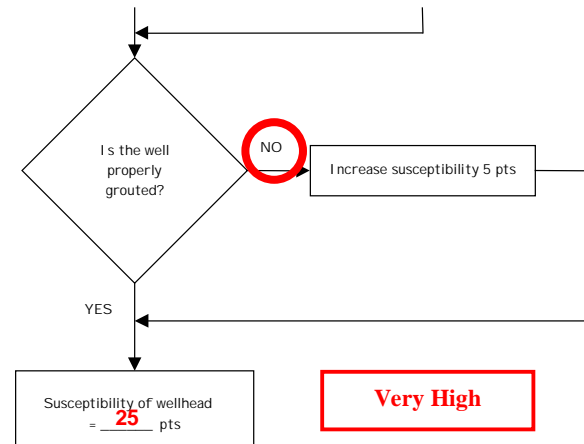 Is the well
properly
grouted?
NO
Increase susceptibility 5 pts
YES
Susceptibility of wellhead
= 25 pts
Very High